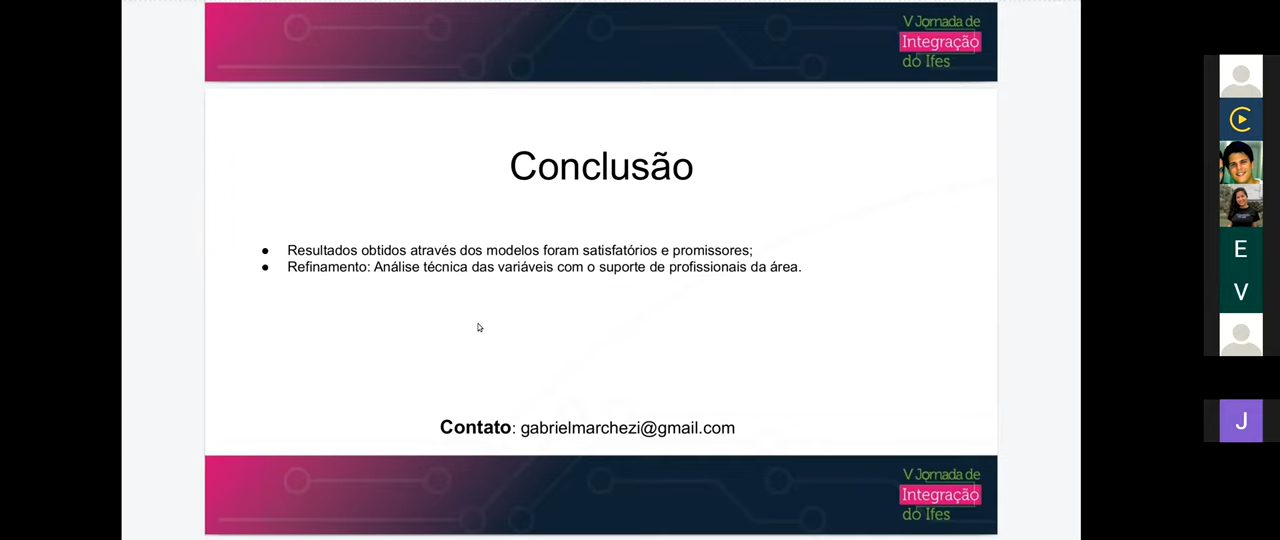 V Jornada de
Integração
do Ifes
Conclusão
● Resultados obtidos através dos modelos foram satisfatórios e promissores;
● Refinamento: Análise técnica das variáveis com o suporte de profissionais da área.
Contato: gabrielmarchezi@gmail.com
V Jornada de
Integração
do Ifes
E
V
J